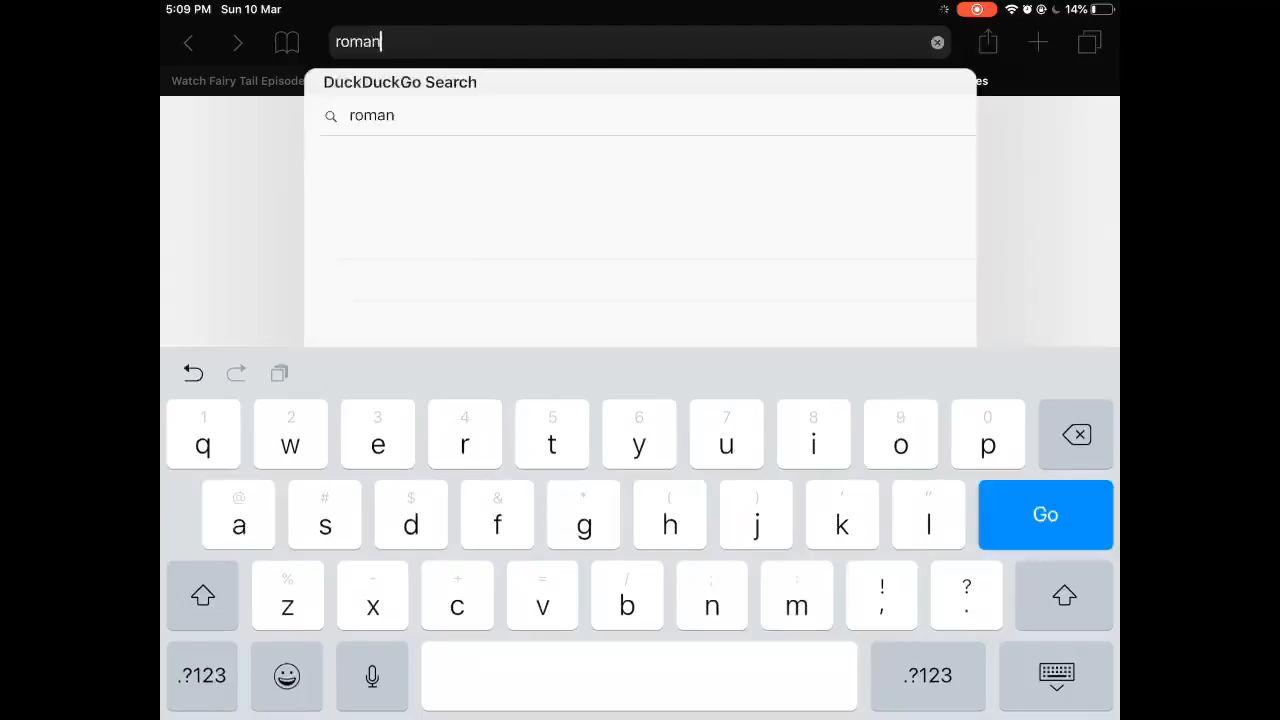 5:09 PM Sun 10 Mar 14%
roman
Watch Fairy Tail Episode es
DuckDuckGo Search
roman
1 2 3 4 5 6 7 8 9 0
q w e r t y u i o p
@ # $ & * ( ) ' "
a s d f g h j k l Go
% - + = / ; : ! ?
z x c v b n m , .
.?123 .?123